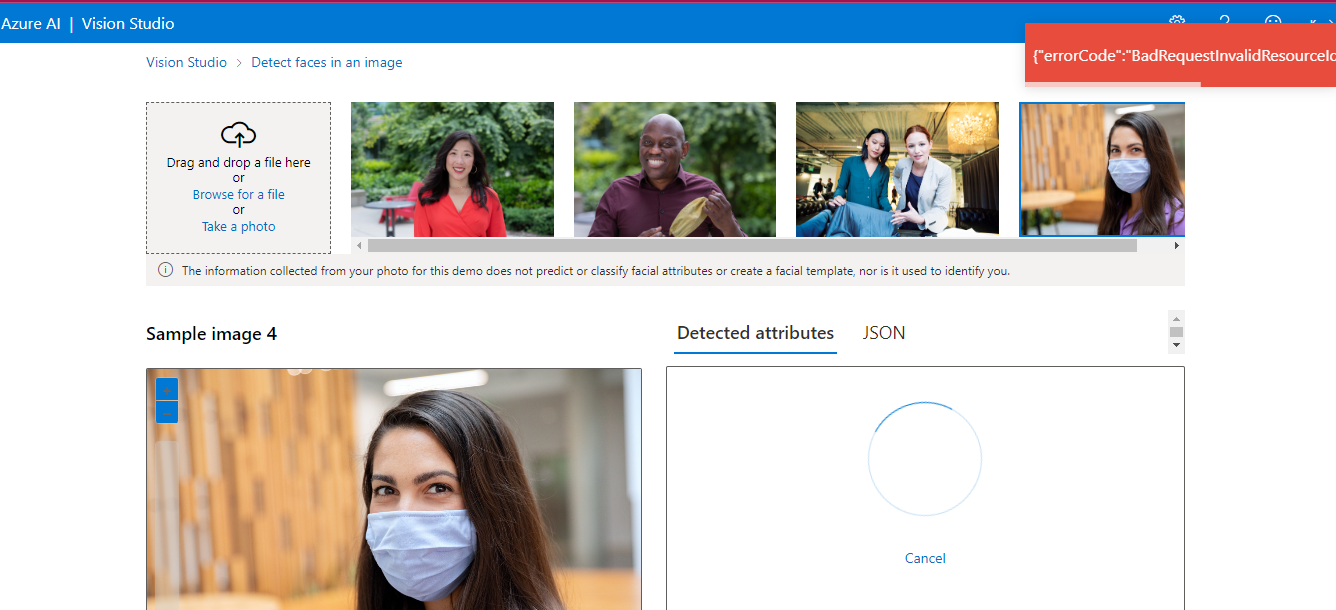 Azure AI | Vision Studio
{"errorCode":"BadRequestInvalidResourceId
Vision Studio > Detect faces in an image
Drag and drop a file here
or
Browse for a file
or
Take a photo
The information collected from your photo for this demo does not predict or classify facial attributes or create a facial template, nor is it used to identify you.
Sample image 4
Detected attributes
JSON
Cancel